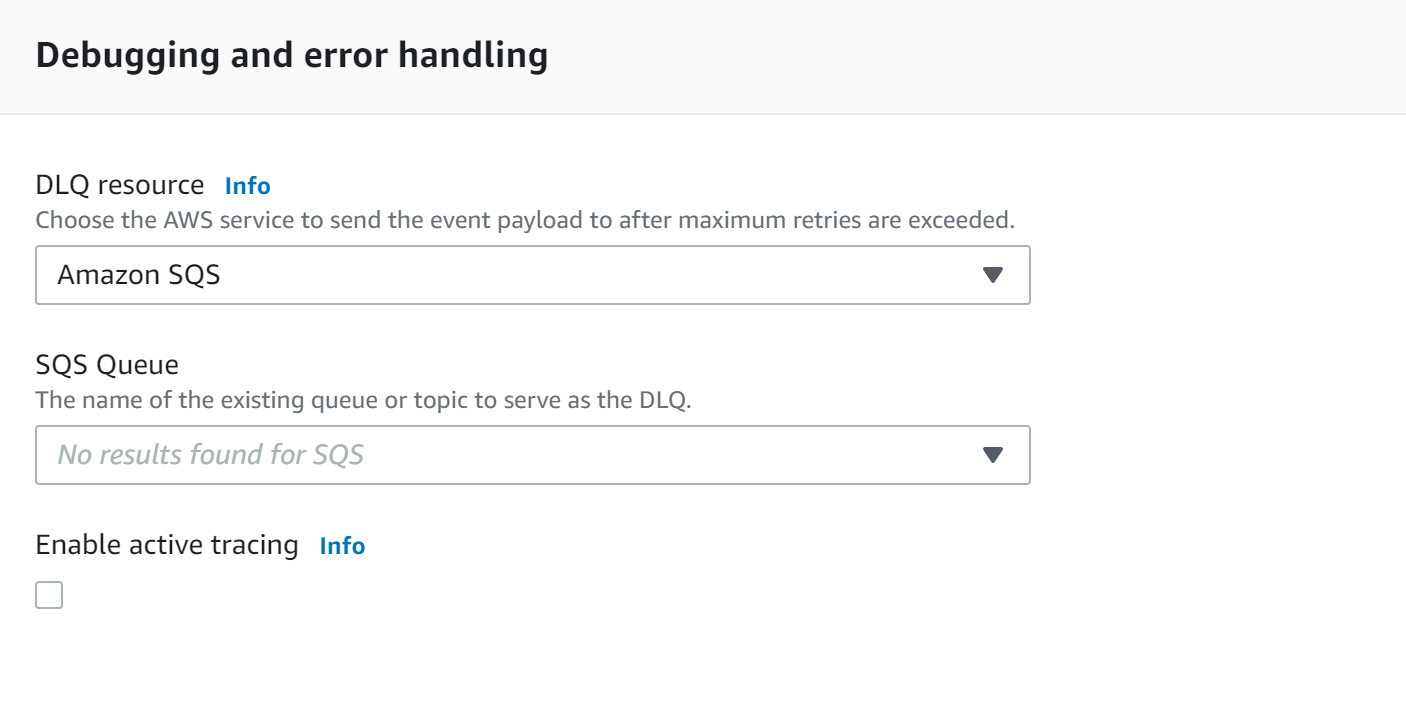 Debugging and error handling
DLQ resource Info
Choose the AWS service to send the event payload to after maximum retries are exceeded.
Amazon SQS
SQS Queue
The name of the existing queue or topic to serve as the DLQ.
No results found for SQS
Enable active tracing Info